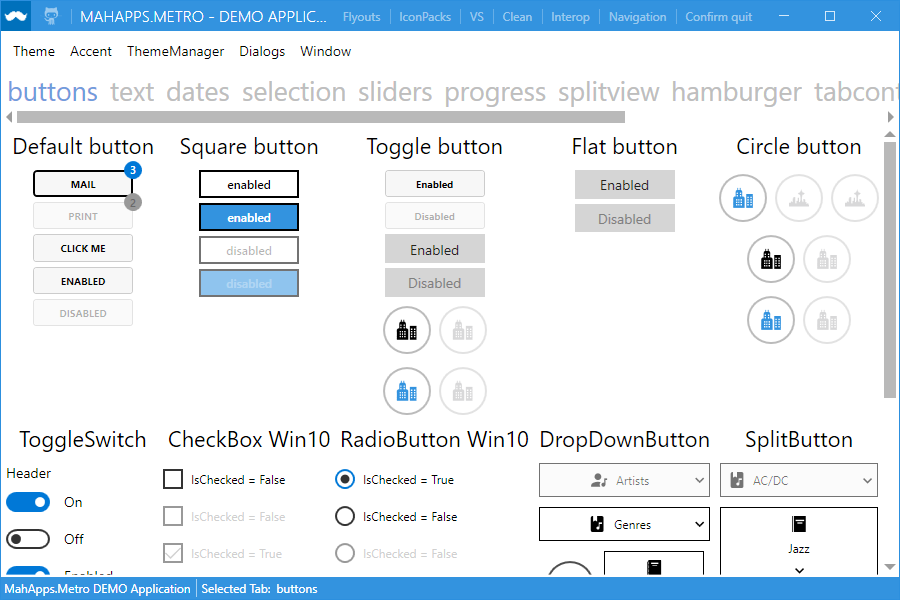 MAHAPPS.METRO - DEMO APPLIC... Flyouts IconPacks VS Clean Interop Navigation Confirm quit
Theme Accent ThemeManager Dialogs Window
buttons text dates selection sliders progress splitview hamburger tabcont
Default button Square button Toggle button Flat button Circle button
3
MAIL enabled Enabled Enabled
2
PRINT enabled Disabled Disabled
CLICK ME disabled Enabled
ENABLED disabled Disabled
DISABLED
ToggleSwitch CheckBox Win10 RadioButton Win10 DropDownButton SplitButton
Header IsChecked = False IsChecked = True Artists AC/DC
On IsChecked = False IsChecked = False Genres
Off IsChecked = True IsChecked = False Jazz
Enabled
MahApps.Metro DEMO Application Selected Tab: buttons